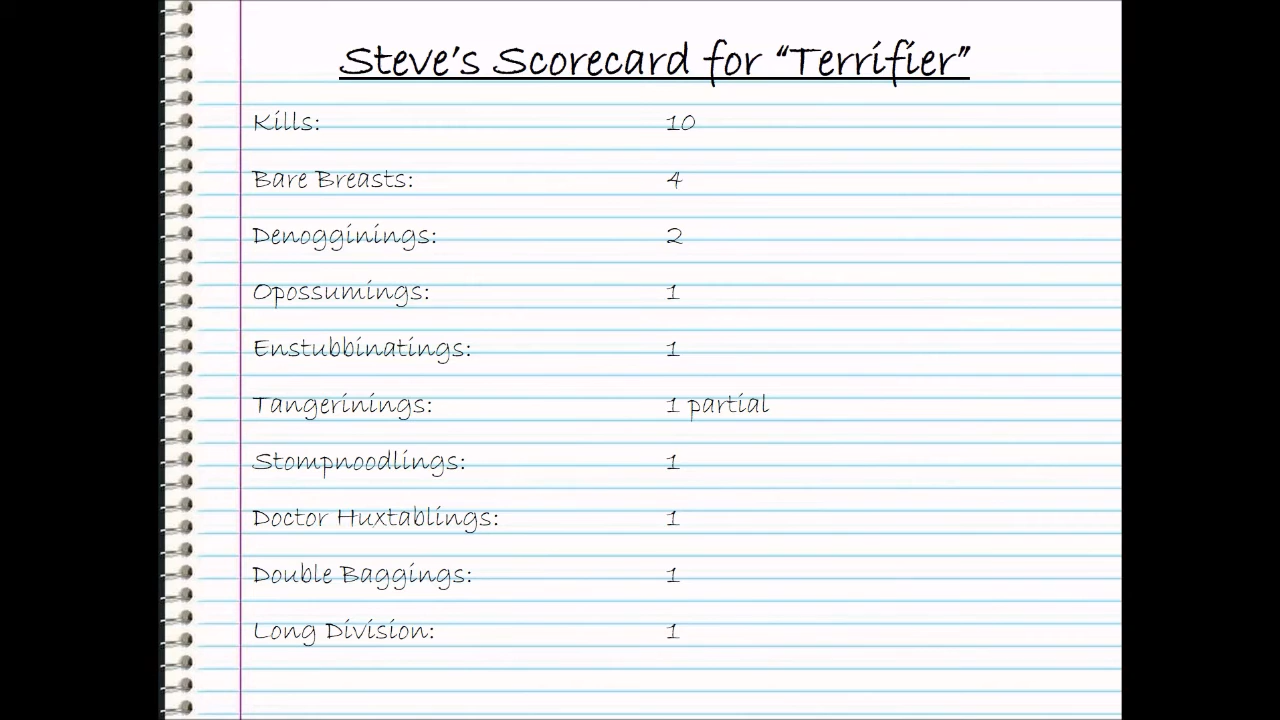 Steve's Scorecard for "Terrifier"
Kills: 10
Bare Breasts: 4
Denogginings: 2
Opossumings: 1
Enstubbinatings: 1
Tangerinings: 1 partial
Stompnoodlings: 1
Doctor Huxtablings: 1
Double Baggings: 1
Long Division: 1